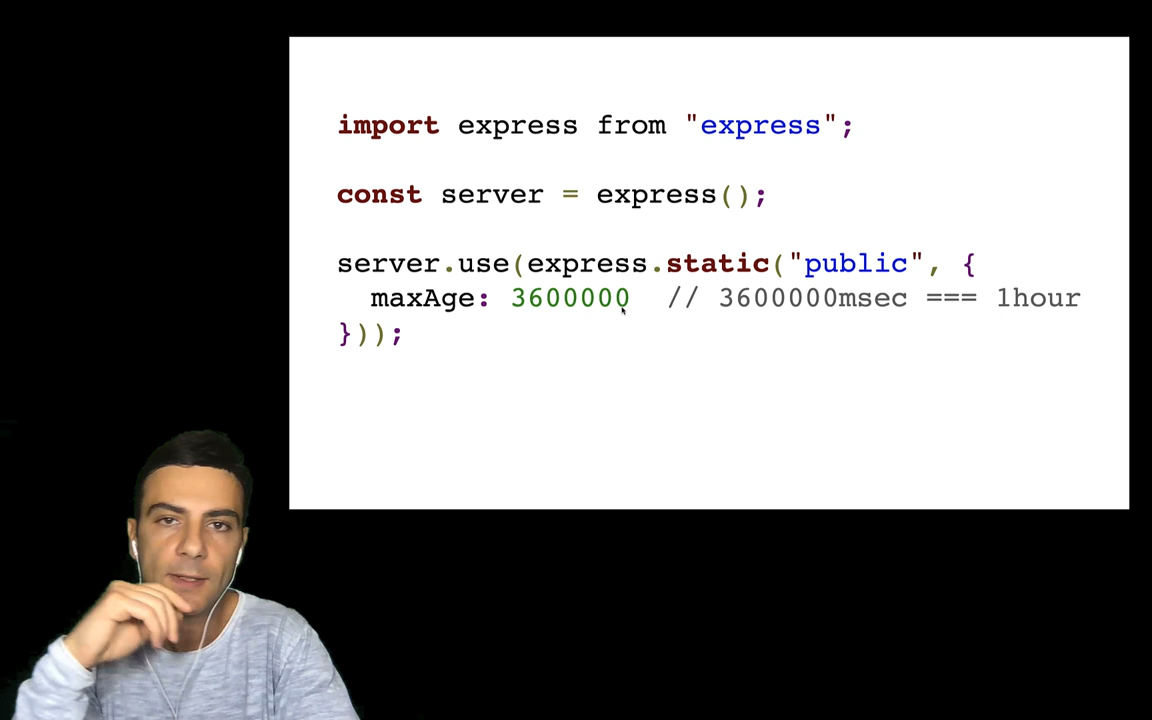 import express from "express";
const server = express();
server.use(express.static("public", {
maxAge: 3600000 // 3600000msec === 1hour
}));